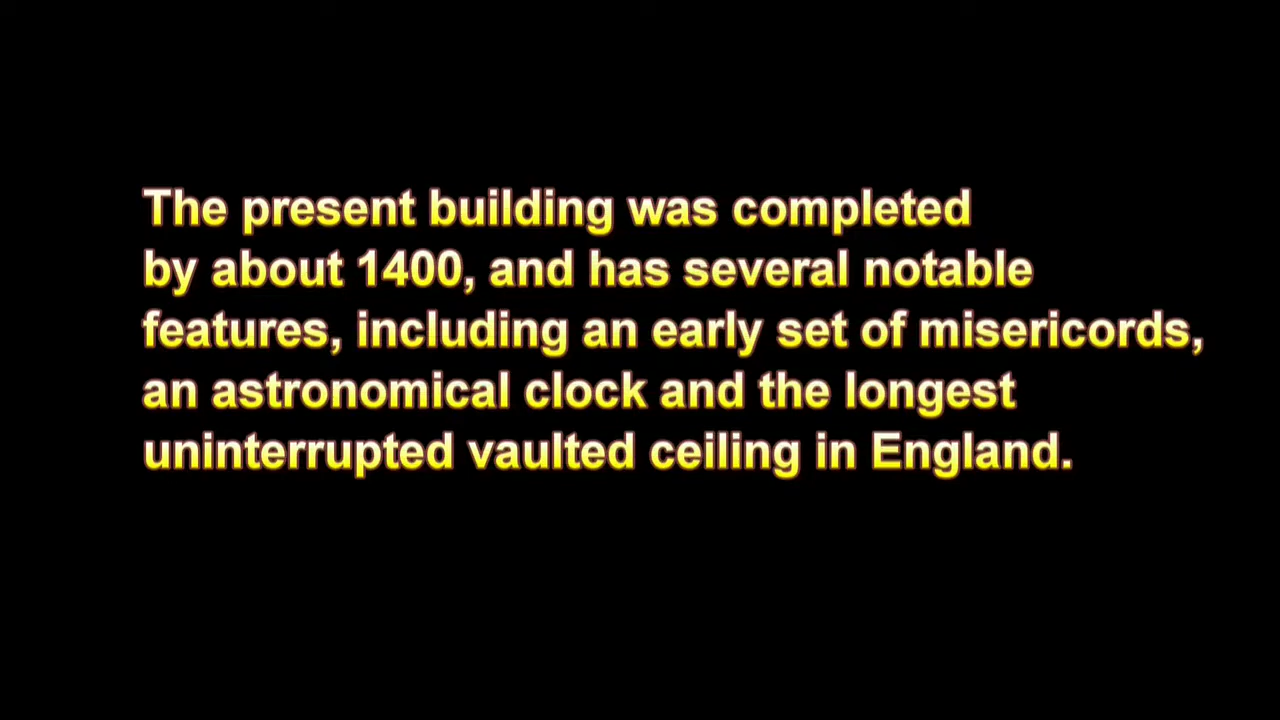 The present building was completed
by about 1400, and has several notable
features, including an early set of misericords,
an astronomical clock and the longest
uninterrupted vaulted ceiling in England.